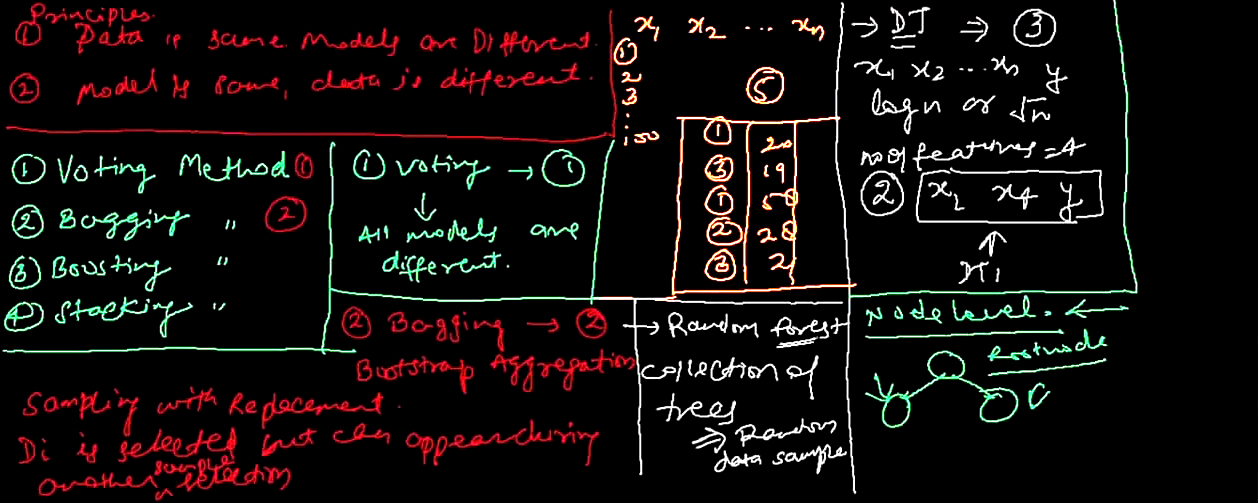 Principles.
① Data is same Models are Different.
② Model is same, data is different.
① Voting Method ①
② Bagging " ②
③ Boosting "
④ Stacking "
① voting → ①
↓
All models are
different.
② Bagging → ②
Bootstrap Aggregation
Sampling with Replacement.
Di is selected but can appear during
another sample selection
x₁ x₂ ... xₙ
①
2
3
.
⑤
① 20
③ 19
① 50
② 20
③ 2
→ Random forest
collection of
trees
⇒ Random
data sample
→ DT ⇒ ③
x₁ x₂ ... xₙ y
log n or √n
no of features = 4
② x₂ x₄ y
↑
DT₁
Node level. ←
Rootnode